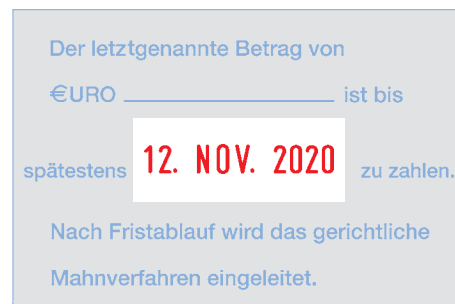 Der letztgenannte Betrag von
€URO ____________________ ist bis
spätestens 12. NOV. 2020 zu zahlen.
Nach Fristablauf wird das gerichtliche
Mahnverfahren eingeleitet.